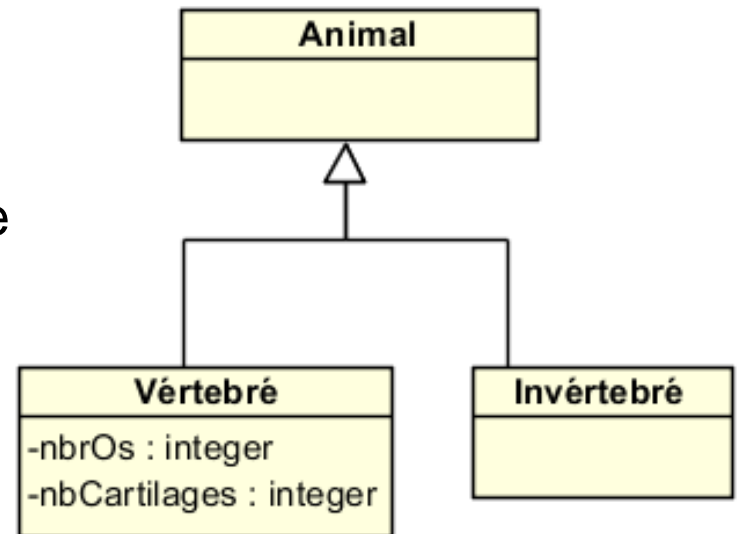 Animal
e
Vértebré
-nbrOs : integer
-nbCartilages : integer
Invértebré